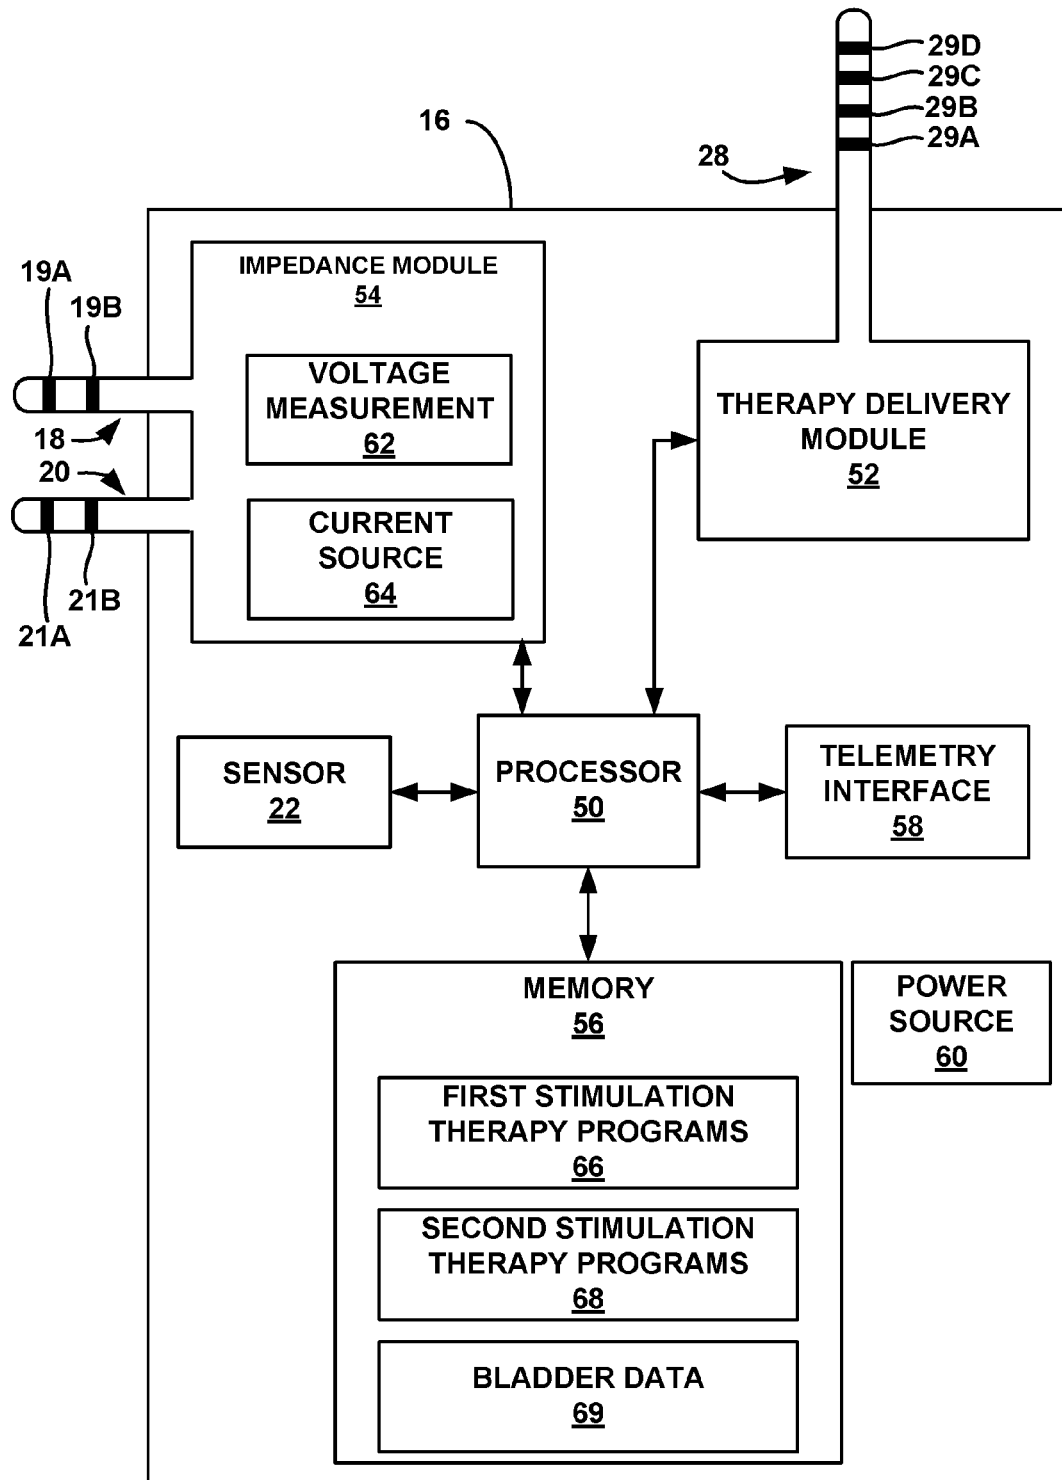 29D
29C
29B
29A
16
28
19A
19B
IMPEDANCE MODULE
54
VOLTAGE
MEASUREMENT
62
THERAPY DELIVERY
MODULE
52
18
20
CURRENT
SOURCE
64
21B
21A
SENSOR
22
PROCESSOR
50
TELEMETRY
INTERFACE
58
MEMORY
56
POWER
SOURCE
60
FIRST STIMULATION
THERAPY PROGRAMS
66
SECOND STIMULATION
THERAPY PROGRAMS
68
BLADDER DATA
69